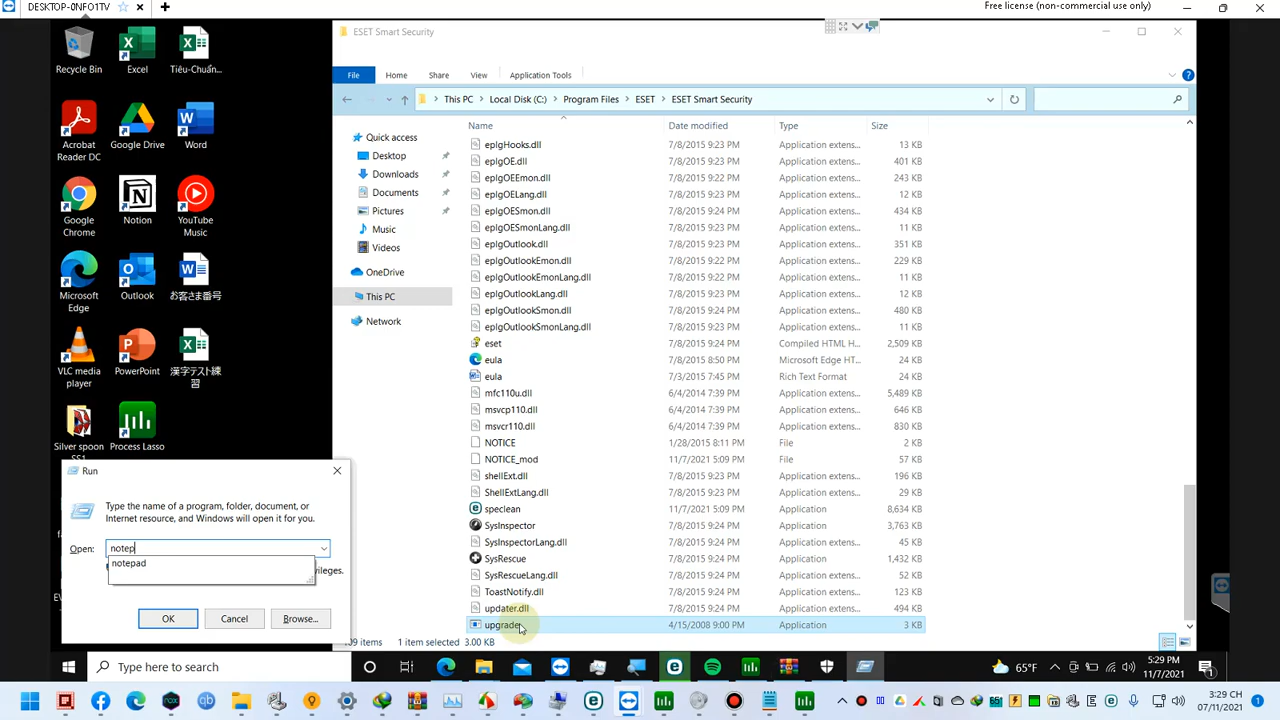 DESKTOP-0NFO1TV
Free license (non-commercial use only)
Recycle Bin
Excel
Tiêu-Chuẩn...
Acrobat
Reader DC
Google Drive
Word
Google
Chrome
Notion
YouTube
Music
Microsoft
Edge
Outlook
お客さま番号
VLC media
player
PowerPoint
漢字テスト練
習
Silver spoon
SS1
Process Lasso
ESET Smart Security
File
Home
Share
View
Application Tools
This PC
Local Disk (C:)
Program Files
ESET
ESET Smart Security
Quick access
Desktop
Downloads
Documents
Pictures
Music
Videos
OneDrive
This PC
Network
Name Date modified Type Size
eplgHooks.dll 7/8/2015 9:23 PM Application extens... 13 KB
eplgOE.dll 7/8/2015 9:23 PM Application extens... 401 KB
eplgOEEmon.dll 7/8/2015 9:22 PM Application extens... 243 KB
eplgOELang.dll 7/8/2015 9:23 PM Application extens... 12 KB
eplgOESmon.dll 7/8/2015 9:24 PM Application extens... 434 KB
eplgOESmonLang.dll 7/8/2015 9:23 PM Application extens... 11 KB
eplgOutlook.dll 7/8/2015 9:23 PM Application extens... 351 KB
eplgOutlookEmon.dll 7/8/2015 9:22 PM Application extens... 229 KB
eplgOutlookEmonLang.dll 7/8/2015 9:23 PM Application extens... 11 KB
eplgOutlookLang.dll 7/8/2015 9:23 PM Application extens... 12 KB
eplgOutlookSmon.dll 7/8/2015 9:24 PM Application extens... 480 KB
eplgOutlookSmonLang.dll 7/8/2015 9:23 PM Application extens... 11 KB
eset 7/8/2015 9:24 PM Compiled HTML H... 2,509 KB
eula 7/8/2015 8:50 PM Microsoft Edge HT... 24 KB
eula 7/3/2015 7:45 PM Rich Text Format 24 KB
mfc110u.dll 6/4/2014 7:39 PM Application extens... 5,489 KB
msvcp110.dll 6/4/2014 7:39 PM Application extens... 646 KB
msvcr110.dll 6/4/2014 7:39 PM Application extens... 830 KB
NOTICE 1/28/2015 8:11 PM File 2 KB
NOTICE_mod 11/7/2021 5:09 PM File 57 KB
shellExt.dll 7/8/2015 9:24 PM Application extens... 196 KB
ShellExtLang.dll 7/8/2015 9:24 PM Application extens... 29 KB
speclean 11/7/2021 5:09 PM Application 8,634 KB
SysInspector 7/8/2015 9:24 PM Application 3,763 KB
SysInspectorLang.dll 7/8/2015 9:24 PM Application extens... 45 KB
SysRescue 7/8/2015 9:24 PM Application 1,432 KB
SysRescueLang.dll 7/8/2015 9:24 PM Application extens... 52 KB
ToastNotify.dll 7/8/2015 9:24 PM Application extens... 123 KB
updater.dll 7/8/2015 9:24 PM Application extens... 494 KB
upgrade 4/15/2008 9:00 PM Application 3 KB
09 items 1 item selected 3.00 KB
Run
Type the name of a program, folder, document, or
Internet resource, and Windows will open it for you.
Open: notep
notepad
vileges.
OK
Cancel
Browse...
Type here to search
65°F
5:29 PM
11/7/2021
3:29 CH
07/11/2021